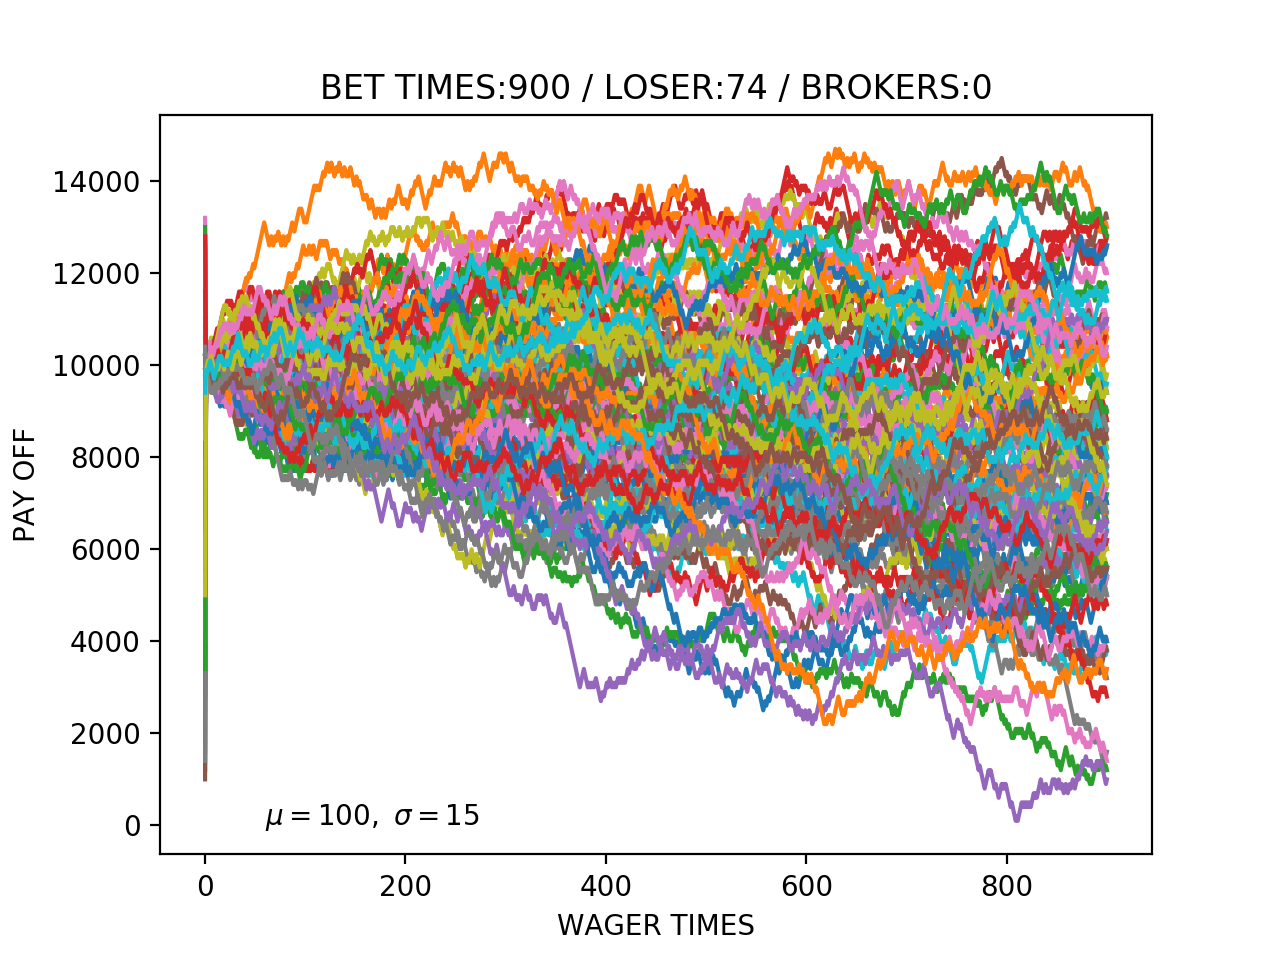 BET TIMES:900 / LOSER:74 / BROKERS:0
PAY OFF
14000
12000
10000
8000
6000
4000
2000
0
μ = 100, σ = 15
0 200 400 600 800
WAGER TIMES